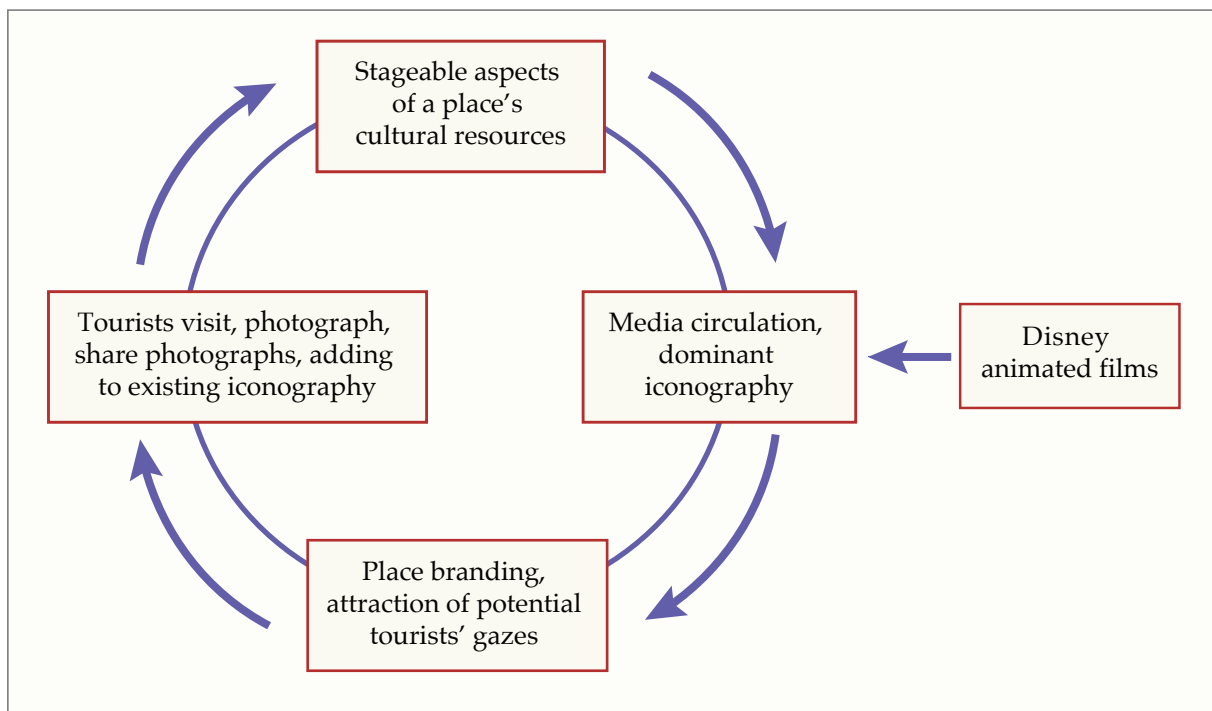 Stageable aspects
of a place’s
cultural resources
Tourists visit, photograph,
share photographs, adding
to existing iconography
Media circulation,
dominant
iconography
Disney
animated films
Place branding,
attraction of potential
tourists’ gazes